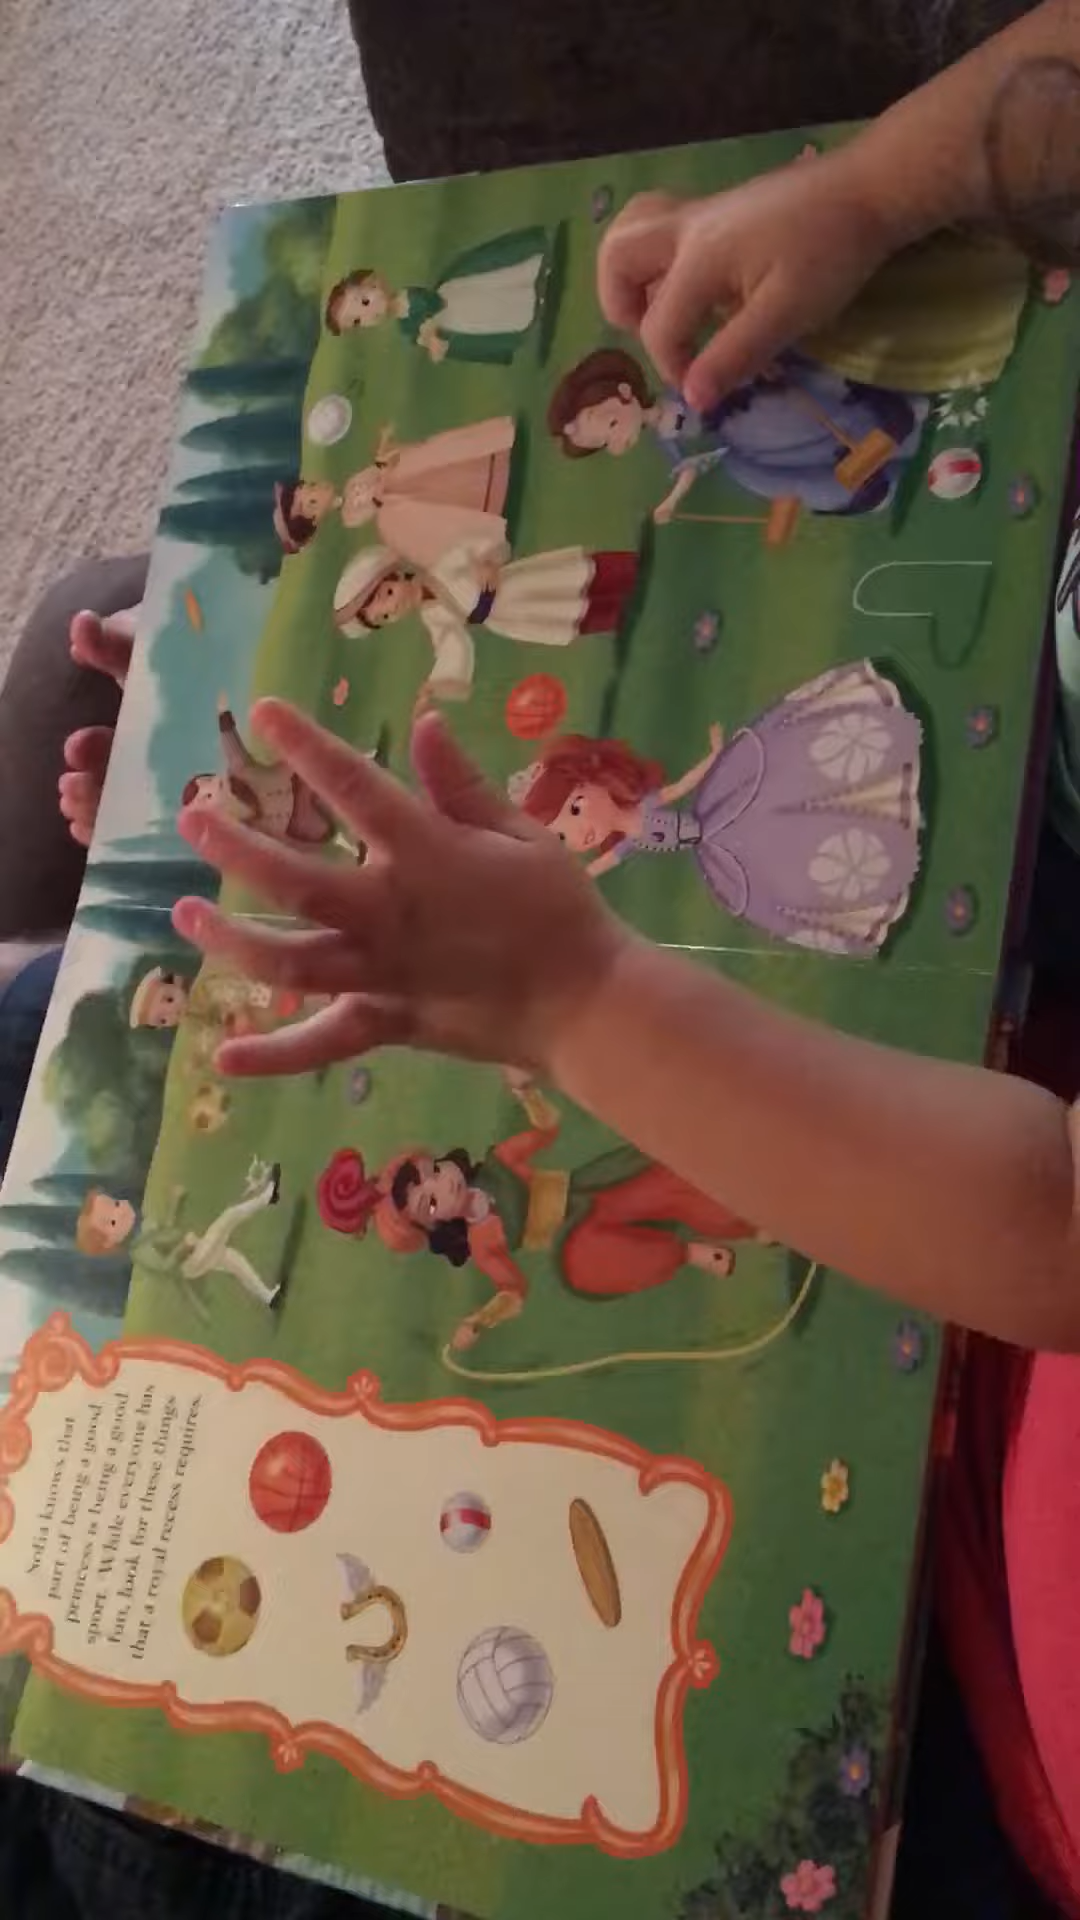 Sofia knows that
part of being a good
princess is being a good
sport. While everyone has
fun, look for these things
that a royal recess requires.